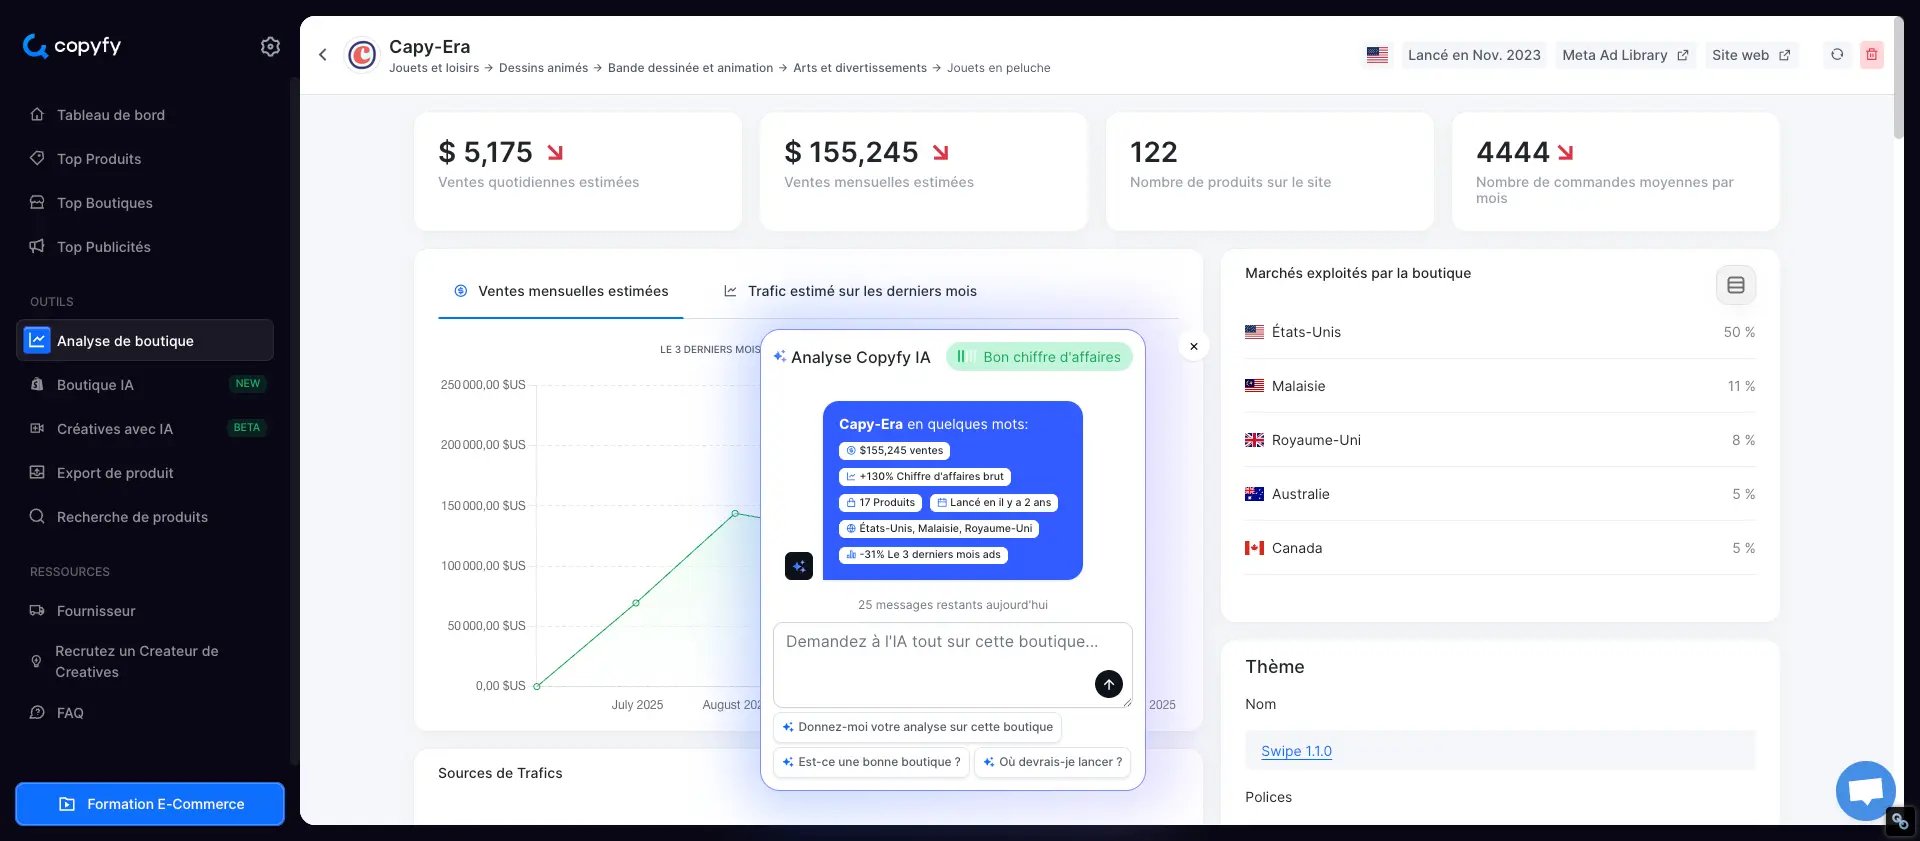 copyfy
Tableau de bord
Top Produits
Top Boutiques
Top Publicités
OUTILS
Analyse de boutique
Boutique IA NEW
Créatives avec IA BETA
Export de produit
Recherche de produits
RESSOURCES
Fournisseur
Recrutez un Createur de
Creatives
FAQ
Formation E-Commerce
Capy-Era
Jouets et loisirs → Dessins animés → Bande dessinée et animation → Arts et divertissements → Jouets en peluche
Lancé en Nov. 2023
Meta Ad Library
Site web
$ 5,175
Ventes quotidiennes estimées
$ 155,245
Ventes mensuelles estimées
122
Nombre de produits sur le site
4444
Nombre de commandes moyennes par
mois
Ventes mensuelles estimées
Trafic estimé sur les derniers mois
LE 3 DERNIERS MOIS
250 000,00 $US
200 000,00 $US
150 000,00 $US
100 000,00 $US
50 000,00 $US
0,00 $US
July 2025
August 202
2025
Analyse Copyfy IA
Bon chiffre d'affaires
Capy-Era en quelques mots:
$155,245 ventes
+130% Chiffre d'affaires brut
17 Produits
Lancé en il y a 2 ans
États-Unis, Malaisie, Royaume-Uni
-31% Le 3 derniers mois ads
25 messages restants aujourd'hui
Demandez à l'IA tout sur cette boutique...
Donnez-moi votre analyse sur cette boutique
Est-ce une bonne boutique ?
Où devrais-je lancer ?
Sources de Trafics
Marchés exploités par la boutique
États-Unis 50 %
Malaisie 11 %
Royaume-Uni 8 %
Australie 5 %
Canada 5 %
Thème
Nom
Swipe 1.1.0
Polices